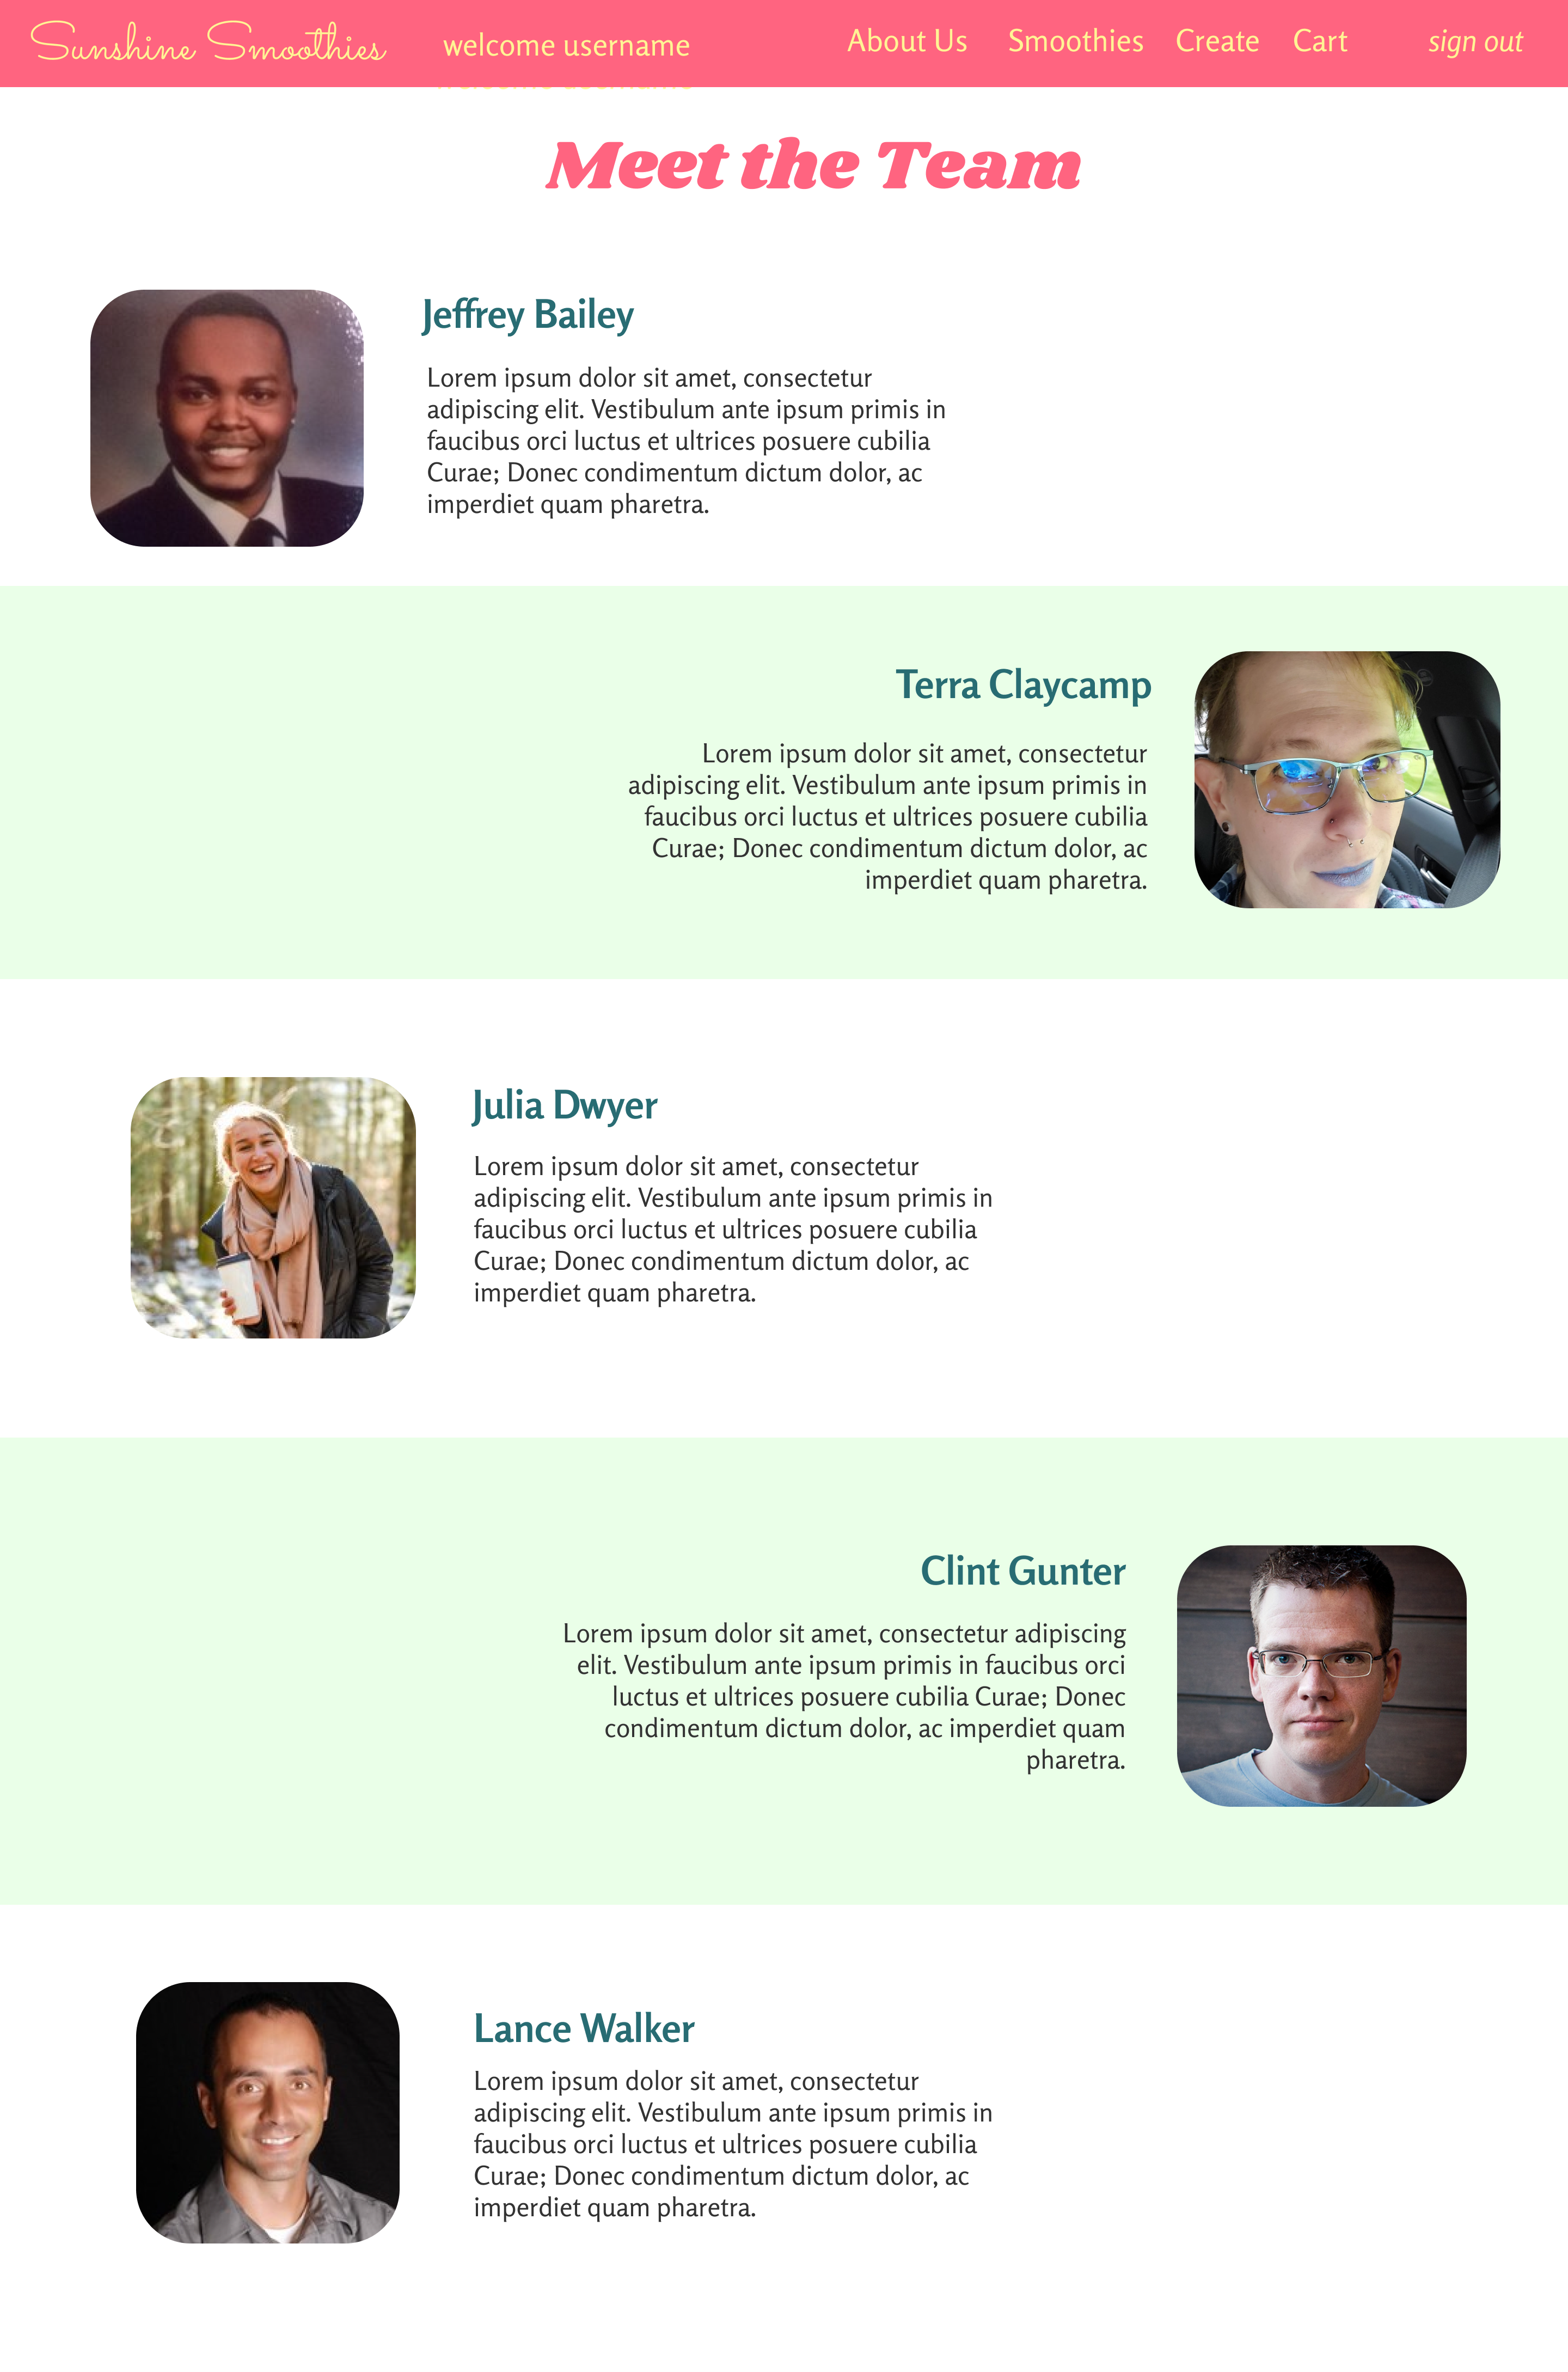 Sunshine Smoothies welcome username About Us Smoothies Create Cart sign out
welcome username
Meet the Team
Jeffrey Bailey
Lorem ipsum dolor sit amet, consectetur
adipiscing elit. Vestibulum ante ipsum primis in
faucibus orci luctus et ultrices posuere cubilia
Curae; Donec condimentum dictum dolor, ac
imperdiet quam pharetra.
Terra Claycamp
Lorem ipsum dolor sit amet, consectetur
adipiscing elit. Vestibulum ante ipsum primis in
faucibus orci luctus et ultrices posuere cubilia
Curae; Donec condimentum dictum dolor, ac
imperdiet quam pharetra.
Julia Dwyer
Lorem ipsum dolor sit amet, consectetur
adipiscing elit. Vestibulum ante ipsum primis in
faucibus orci luctus et ultrices posuere cubilia
Curae; Donec condimentum dictum dolor, ac
imperdiet quam pharetra.
Clint Gunter
Lorem ipsum dolor sit amet, consectetur adipiscing
elit. Vestibulum ante ipsum primis in faucibus orci
luctus et ultrices posuere cubilia Curae; Donec
condimentum dictum dolor, ac imperdiet quam
pharetra.
Lance Walker
Lorem ipsum dolor sit amet, consectetur
adipiscing elit. Vestibulum ante ipsum primis in
faucibus orci luctus et ultrices posuere cubilia
Curae; Donec condimentum dictum dolor, ac
imperdiet quam pharetra.